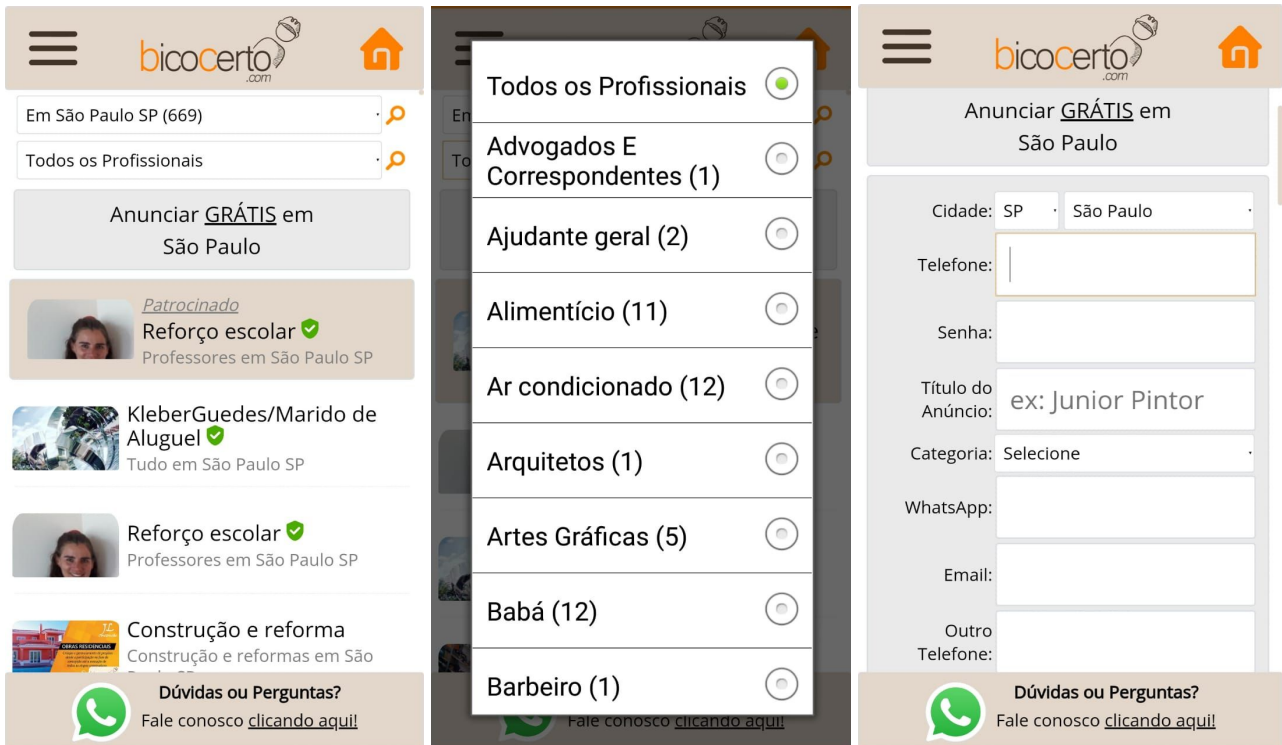 bicocerto
.com
Em São Paulo SP (669)
Todos os Profissionais
Anunciar GRÁTIS em
São Paulo
Patrocinado
Reforço escolar
Professores em São Paulo SP
KleberGuedes/Marido de
Aluguel
Tudo em São Paulo SP
Reforço escolar
Professores em São Paulo SP
Construção e reforma
Construção e reformas em São
OBRAS RESIDENCIAIS
Dúvidas ou Perguntas?
Fale conosco clicando aqui!
Em
To
Todos os Profissionais
Advogados E
Correspondentes (1)
Ajudante geral (2)
Alimentício (11)
Ar condicionado (12)
Arquitetos (1)
Artes Gráficas (5)
Babá (12)
Barbeiro (1)
Fale conosco clicando aqui!
bicocerto
.com
Anunciar GRÁTIS em
São Paulo
Cidade: SP São Paulo
Telefone:
Senha:
Título do
Anúncio: ex: Junior Pintor
Categoria: Selecione
WhatsApp:
Email:
Outro
Telefone:
Dúvidas ou Perguntas?
Fale conosco clicando aqui!